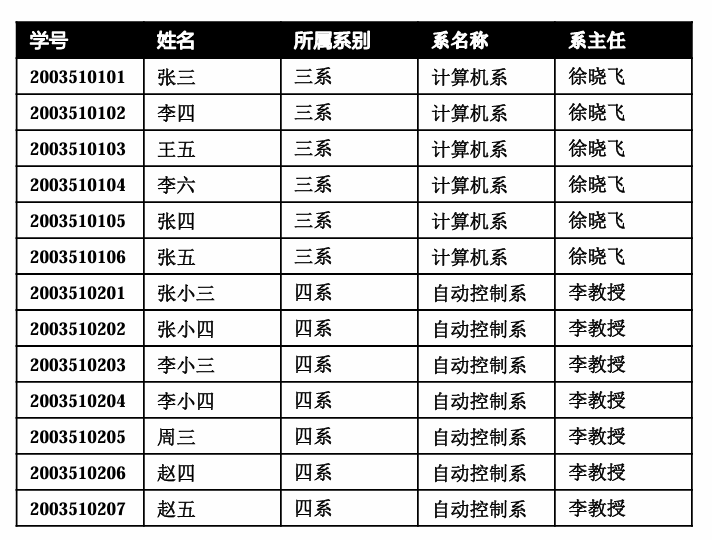 学号 姓名 所属系别 系名称 系主任
2003510101 张三 三系 计算机系 徐晓飞
2003510102 李四 三系 计算机系 徐晓飞
2003510103 王五 三系 计算机系 徐晓飞
2003510104 李六 三系 计算机系 徐晓飞
2003510105 张四 三系 计算机系 徐晓飞
2003510106 张五 三系 计算机系 徐晓飞
2003510201 张小三 四系 自动控制系 李教授
2003510202 张小四 四系 自动控制系 李教授
2003510203 李小三 四系 自动控制系 李教授
2003510204 李小四 四系 自动控制系 李教授
2003510205 周三 四系 自动控制系 李教授
2003510206 赵四 四系 自动控制系 李教授
2003510207 赵五 四系 自动控制系 李教授